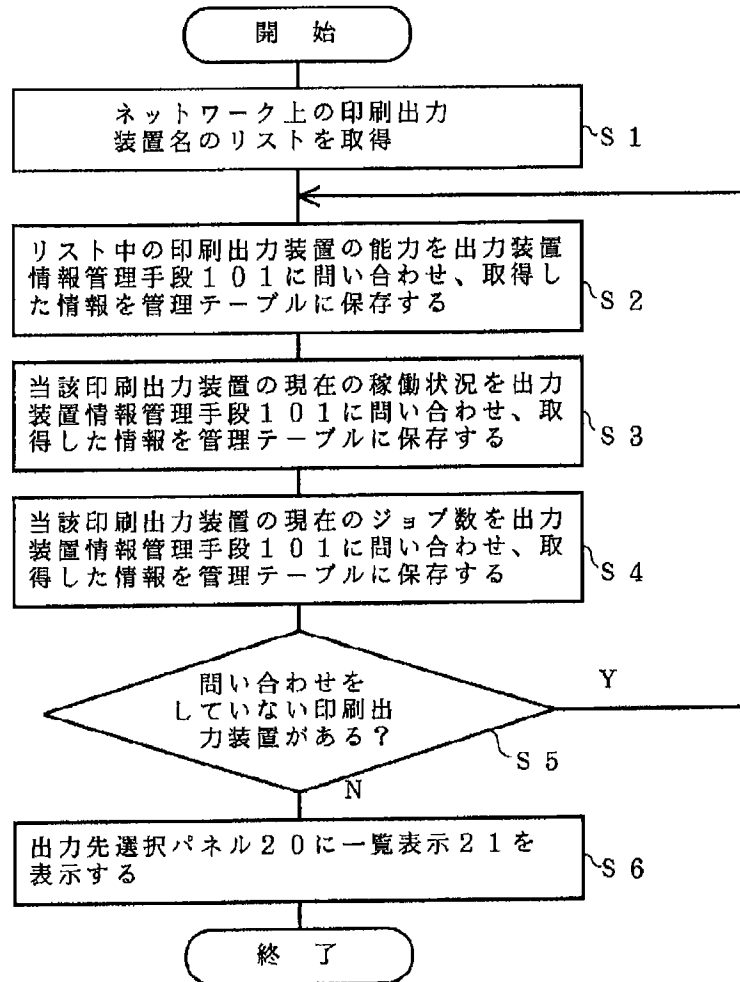 開 始
ネットワーク上の印刷出力
装置名のリストを取得
S 1
リスト中の印刷出力装置の能力を出力装置
情報管理手段101に問い合わせ、取得し
た情報を管理テーブルに保存する
S 2
当該印刷出力装置の現在の稼働状況を出力
装置情報管理手段101に問い合わせ、取
得した情報を管理テーブルに保存する
S 3
当該印刷出力装置の現在のジョブ数を出力
装置情報管理手段101に問い合わせ、取
得した情報を管理テーブルに保存する
S 4
問い合わせを
していない印刷出
力装置がある?
Y
S 5
N
出力先選択パネル20に一覧表示21を
表示する
S 6
終 了